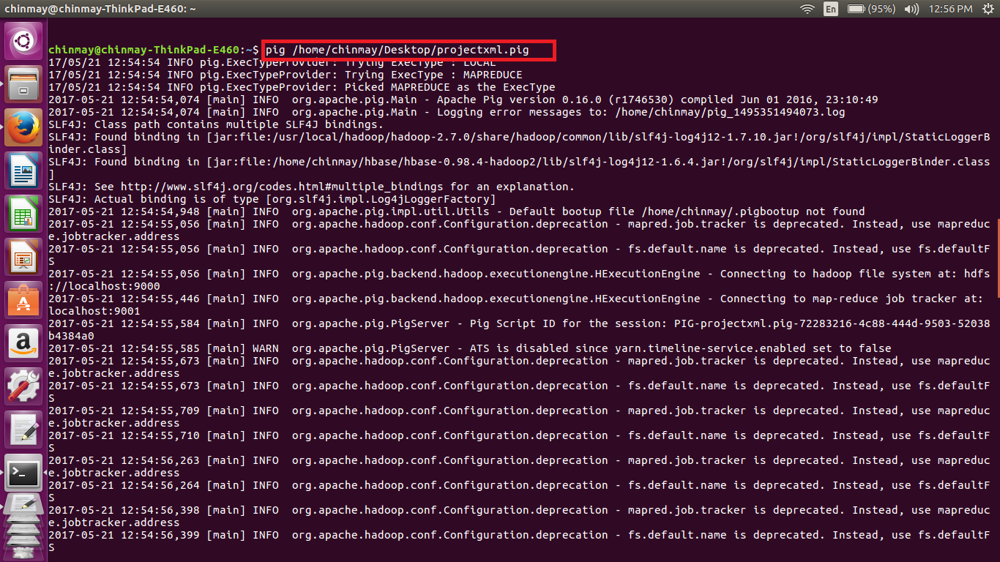 chinmay@chinmay-ThinkPad-E460: ~
En
(95%)
12:56 PM
chinmay@chinmay-ThinkPad-E460:~$ pig /home/chinmay/Desktop/projectxml.pig
17/05/21 12:54:54 INFO pig.ExecTypeProvider: Trying ExecType : LOCAL
17/05/21 12:54:54 INFO pig.ExecTypeProvider: Trying ExecType : MAPREDUCE
17/05/21 12:54:54 INFO pig.ExecTypeProvider: Picked MAPREDUCE as the ExecType
2017-05-21 12:54:54,074 [main] INFO  org.apache.pig.Main - Apache Pig version 0.16.0 (r1746530) compiled Jun 01 2016, 23:10:49
2017-05-21 12:54:54,074 [main] INFO  org.apache.pig.Main - Logging error messages to: /home/chinmay/pig_1495351494073.log
SLF4J: Class path contains multiple SLF4J bindings.
SLF4J: Found binding in [jar:file:/usr/local/hadoop/hadoop-2.7.0/share/hadoop/common/lib/slf4j-log4j12-1.7.10.jar!/org/slf4j/impl/StaticLoggerB
inder.class]
SLF4J: Found binding in [jar:file:/home/chinmay/hbase/hbase-0.98.4-hadoop2/lib/slf4j-log4j12-1.6.4.jar!/org/slf4j/impl/StaticLoggerBinder.class
]
SLF4J: See http://www.slf4j.org/codes.html#multiple_bindings for an explanation.
SLF4J: Actual binding is of type [org.slf4j.impl.Log4jLoggerFactory]
2017-05-21 12:54:54,948 [main] INFO  org.apache.pig.impl.util.Utils - Default bootup file /home/chinmay/.pigbootup not found
2017-05-21 12:54:55,056 [main] INFO  org.apache.hadoop.conf.Configuration.deprecation - mapred.job.tracker is deprecated. Instead, use mapreduc
e.jobtracker.address
2017-05-21 12:54:55,056 [main] INFO  org.apache.hadoop.conf.Configuration.deprecation - fs.default.name is deprecated. Instead, use fs.defaultF
S
2017-05-21 12:54:55,056 [main] INFO  org.apache.pig.backend.hadoop.executionengine.HExecutionEngine - Connecting to hadoop file system at: hdfs
://localhost:9000
2017-05-21 12:54:55,446 [main] INFO  org.apache.pig.backend.hadoop.executionengine.HExecutionEngine - Connecting to map-reduce job tracker at:
localhost:9001
2017-05-21 12:54:55,584 [main] INFO  org.apache.pig.PigServer - Pig Script ID for the session: PIG-projectxml.pig-72283216-4c88-444d-9503-52038
b4384a0
2017-05-21 12:54:55,585 [main] WARN  org.apache.pig.PigServer - ATS is disabled since yarn.timeline-service.enabled set to false
2017-05-21 12:54:55,673 [main] INFO  org.apache.hadoop.conf.Configuration.deprecation - mapred.job.tracker is deprecated. Instead, use mapreduc
e.jobtracker.address
2017-05-21 12:54:55,673 [main] INFO  org.apache.hadoop.conf.Configuration.deprecation - fs.default.name is deprecated. Instead, use fs.defaultF
S
2017-05-21 12:54:55,709 [main] INFO  org.apache.hadoop.conf.Configuration.deprecation - mapred.job.tracker is deprecated. Instead, use mapreduc
e.jobtracker.address
2017-05-21 12:54:55,710 [main] INFO  org.apache.hadoop.conf.Configuration.deprecation - fs.default.name is deprecated. Instead, use fs.defaultF
S
2017-05-21 12:54:56,263 [main] INFO  org.apache.hadoop.conf.Configuration.deprecation - mapred.job.tracker is deprecated. Instead, use mapreduc
e.jobtracker.address
2017-05-21 12:54:56,264 [main] INFO  org.apache.hadoop.conf.Configuration.deprecation - fs.default.name is deprecated. Instead, use fs.defaultF
S
2017-05-21 12:54:56,398 [main] INFO  org.apache.hadoop.conf.Configuration.deprecation - mapred.job.tracker is deprecated. Instead, use mapreduc
e.jobtracker.address
2017-05-21 12:54:56,399 [main] INFO  org.apache.hadoop.conf.Configuration.deprecation - fs.default.name is deprecated. Instead, use fs.defaultF
S